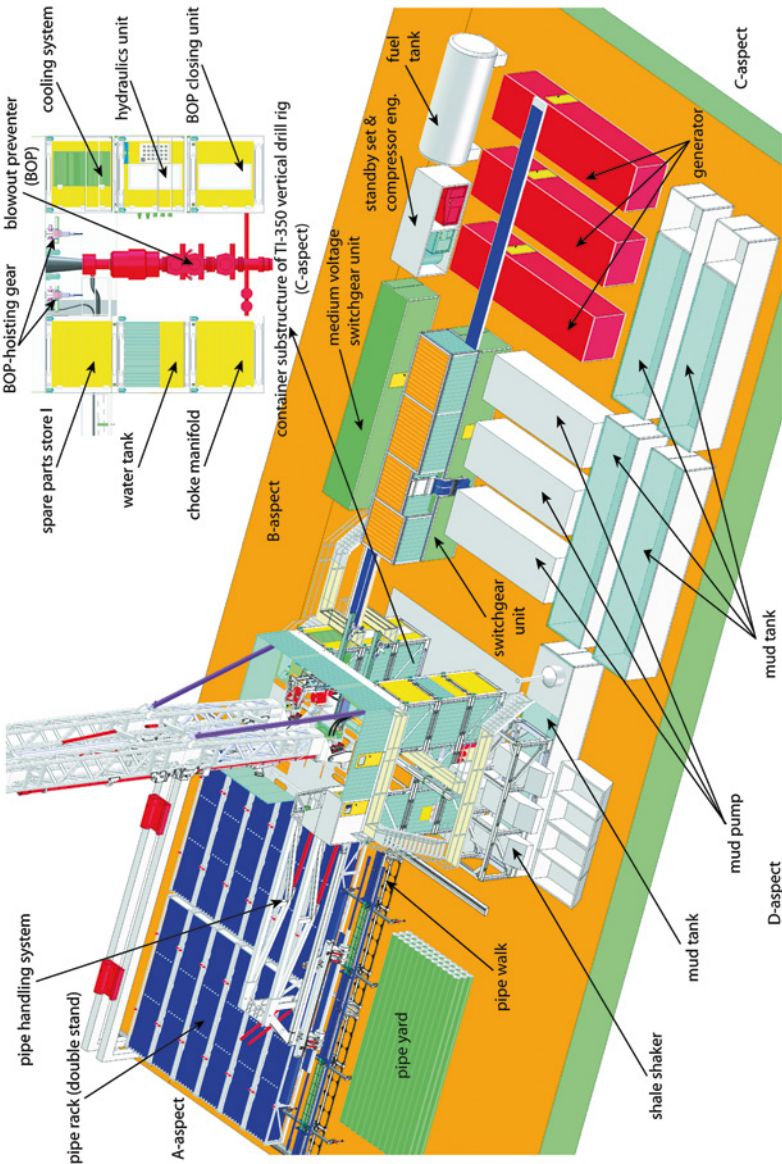 BOP-hoisting gear
spare parts store I
water tank
choke manifold
cooling system
blowout preventer
(BOP)
hydraulics unit
BOP closing unit
container substructure of TI-350 vertical drill rig
(C-aspect)
B-aspect
medium voltage
switchgear unit
standby set &
compressor eng.
fuel
tank
C-aspect
generator
pipe handling system
pipe rack (double stand)
A-aspect
pipe walk
pipe yard
switchgear
unit
shale shaker
mud tank
mud pump
mud tank
D-aspect